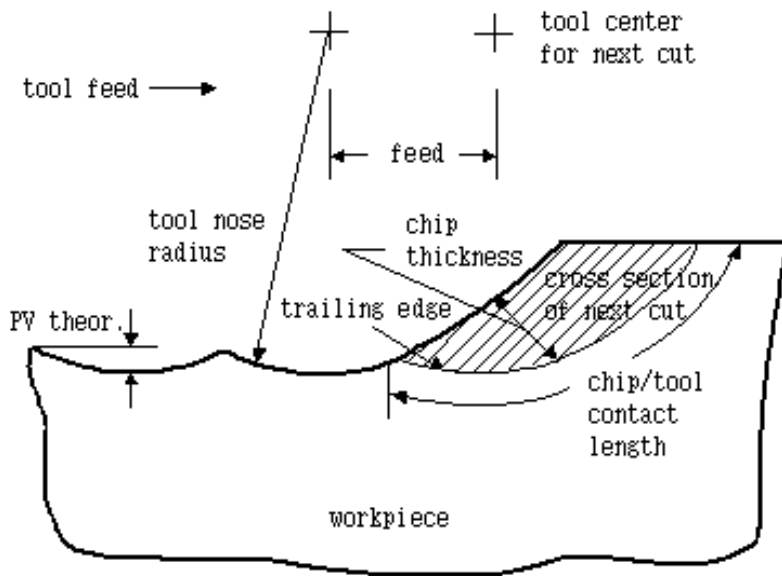 tool center
for next cut
tool feed
feed
tool nose
radius
chip
thickness
cross section
of next cut
trailing edge
PV theor.
chip/tool
contact
length
workpiece